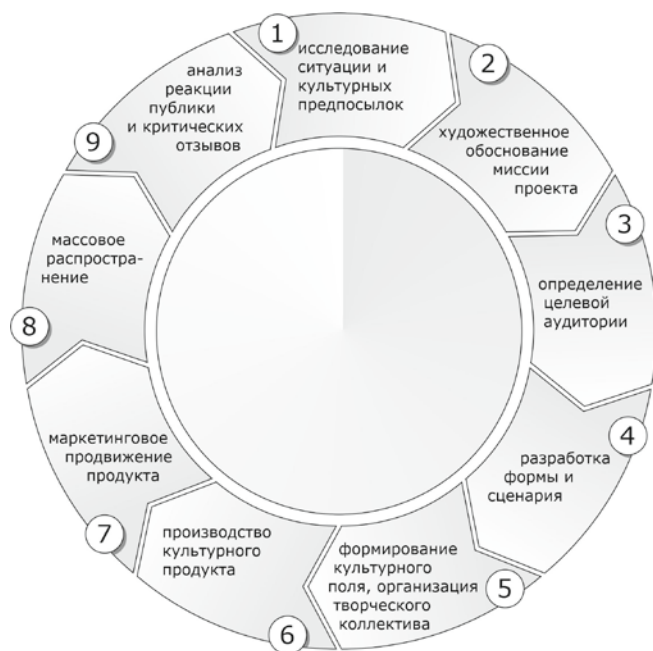 1
исследование
ситуации и
культурных
предпосылок
2
художественное
обоснование
миссии
проекта
3
определение
целевой
аудитории
4
разработка
формы и
сценария
5
формирование
культурного
поля, организация
творческого
коллектива
6
производство
культурного
продукта
7
маркетинговое
продвижение
продукта
8
массовое
распростра-
нение
9
анализ
реакции
публики
и критических
отзывов